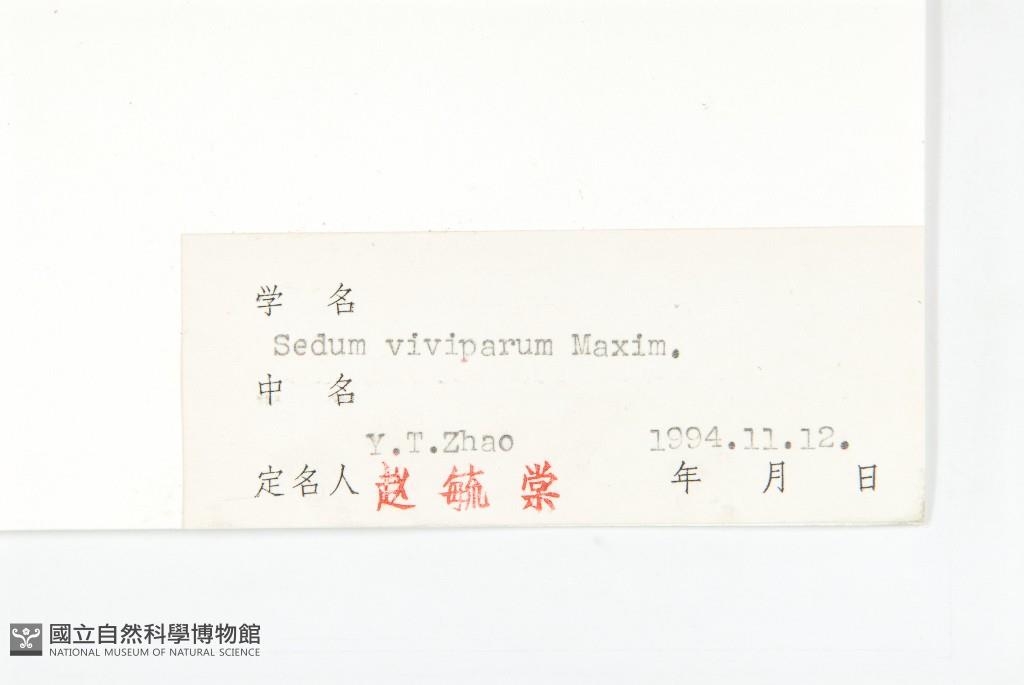 学 名
Sedum viviparum Maxim.
中 名
Y.T.Zhao 1994.11.12.
定名人 赵毓棠 年 月 日
國立自然科學博物館
NATIONAL MUSEUM OF NATURAL SCIENCE